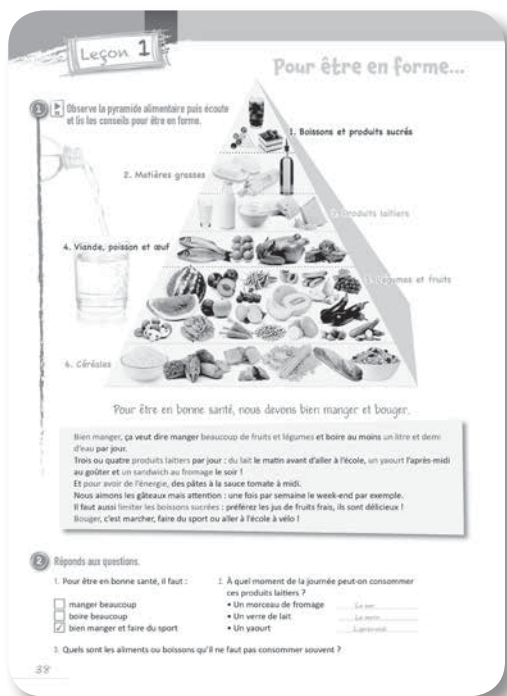 Leçon 1
Pour être en forme...
1 Observe la pyramide alimentaire puis écoute
et lis les conseils pour être en forme.
1. Boissons et produits sucrés
2. Matières grasses
3. Produits laitiers
4. Viande, poisson et œuf
5. Légumes et fruits
6. Céréales
Pour être en bonne santé, nous devons bien manger et bouger.
Bien manger, ça veut dire manger beaucoup de fruits et légumes et boire au moins un litre et demi
d'eau par jour.
Trois ou quatre produits laitiers par jour : du lait le matin avant d'aller à l'école, un yaourt l'après-midi
au goûter et un sandwich au fromage le soir !
Et pour avoir de l'énergie, des pâtes à la sauce tomate à midi.
Nous aimons les gâteaux mais attention : une fois par semaine le week-end par exemple.
Il faut aussi limiter les boissons sucrées : préférez les jus de fruits frais, ils sont délicieux !
Bouger, c'est marcher, faire du sport ou aller à l'école à vélo !
2 Réponds aux questions.
1. Pour être en bonne santé, il faut :
manger beaucoup
boire beaucoup
✓ bien manger et faire du sport
2. À quel moment de la journée peut-on consommer
ces produits laitiers ?
• Un morceau de fromage Le soir
• Un verre de lait Le matin
• Un yaourt L'après-midi
3. Quels sont les aliments ou boissons qu'il ne faut pas consommer souvent ?
38